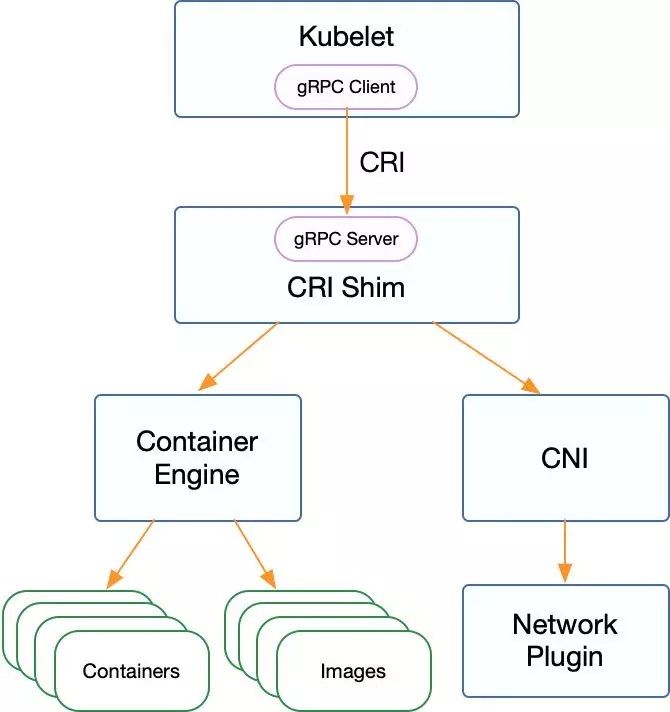 Kubelet
gRPC Client
CRI
gRPC Server
CRI Shim
Container
Engine
CNI
Containers
Images
Network
Plugin